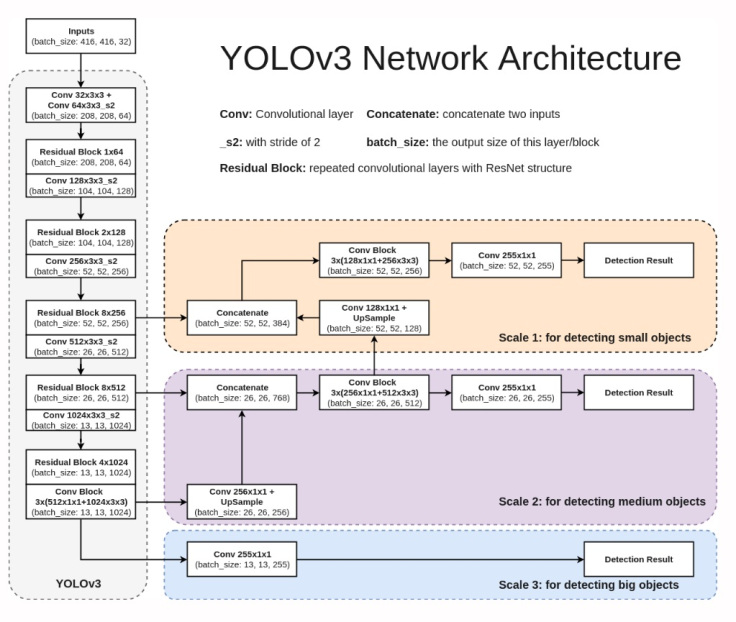 Inputs
(batch_size: 416, 416, 32)
YOLOv3 Network Architecture
Conv: Convolutional layer Concatenate: concatenate two inputs
_s2: with stride of 2 batch_size: the output size of this layer/block
Residual Block: repeated convolutional layers with ResNet structure
Conv 32x3x3 +
Conv 64x3x3_s2
(batch_size: 208, 208, 64)
Residual Block 1x64
(batch_size: 208, 208, 64)
Conv 128x3x3_s2
(batch_size: 104, 104, 128)
Residual Block 2x128
(batch_size: 104, 104, 128)
Conv 256x3x3_s2
(batch_size: 52, 52, 256)
Residual Block 8x256
(batch_size: 52, 52, 256)
Conv 512x3x3_s2
(batch_size: 26, 26, 512)
Residual Block 8x512
(batch_size: 26, 26, 512)
Conv 1024x3x3_s2
(batch_size: 13, 13, 1024)
Residual Block 4x1024
(batch_size: 13, 13, 1024)
Conv Block
3x(512x1x1+1024x3x3)
(batch_size: 13, 13, 1024)
YOLOv3
Conv Block
3x(128x1x1+256x3x3)
(batch_size: 52, 52, 256)
Conv 255x1x1
(batch_size: 52, 52, 255)
Detection Result
Concatenate
(batch_size: 52, 52, 384)
Conv 128x1x1 +
UpSample
(batch_size: 52, 52, 128)
Scale 1: for detecting small objects
Concatenate
(batch_size: 26, 26, 768)
Conv Block
3x(256x1x1+512x3x3)
(batch_size: 26, 26, 512)
Conv 255x1x1
(batch_size: 26, 26, 255)
Detection Result
Conv 256x1x1 +
UpSample
(batch_size: 26, 26, 256)
Scale 2: for detecting medium objects
Conv 255x1x1
(batch_size: 13, 13, 255)
Detection Result
Scale 3: for detecting big objects